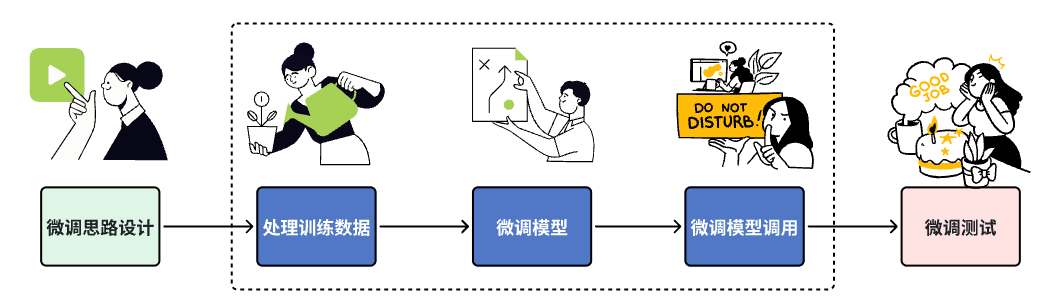 GOOD
JOB
DO NOT
DISTURB!
微调思路设计
处理训练数据
微调模型
微调模型调用
微调测试